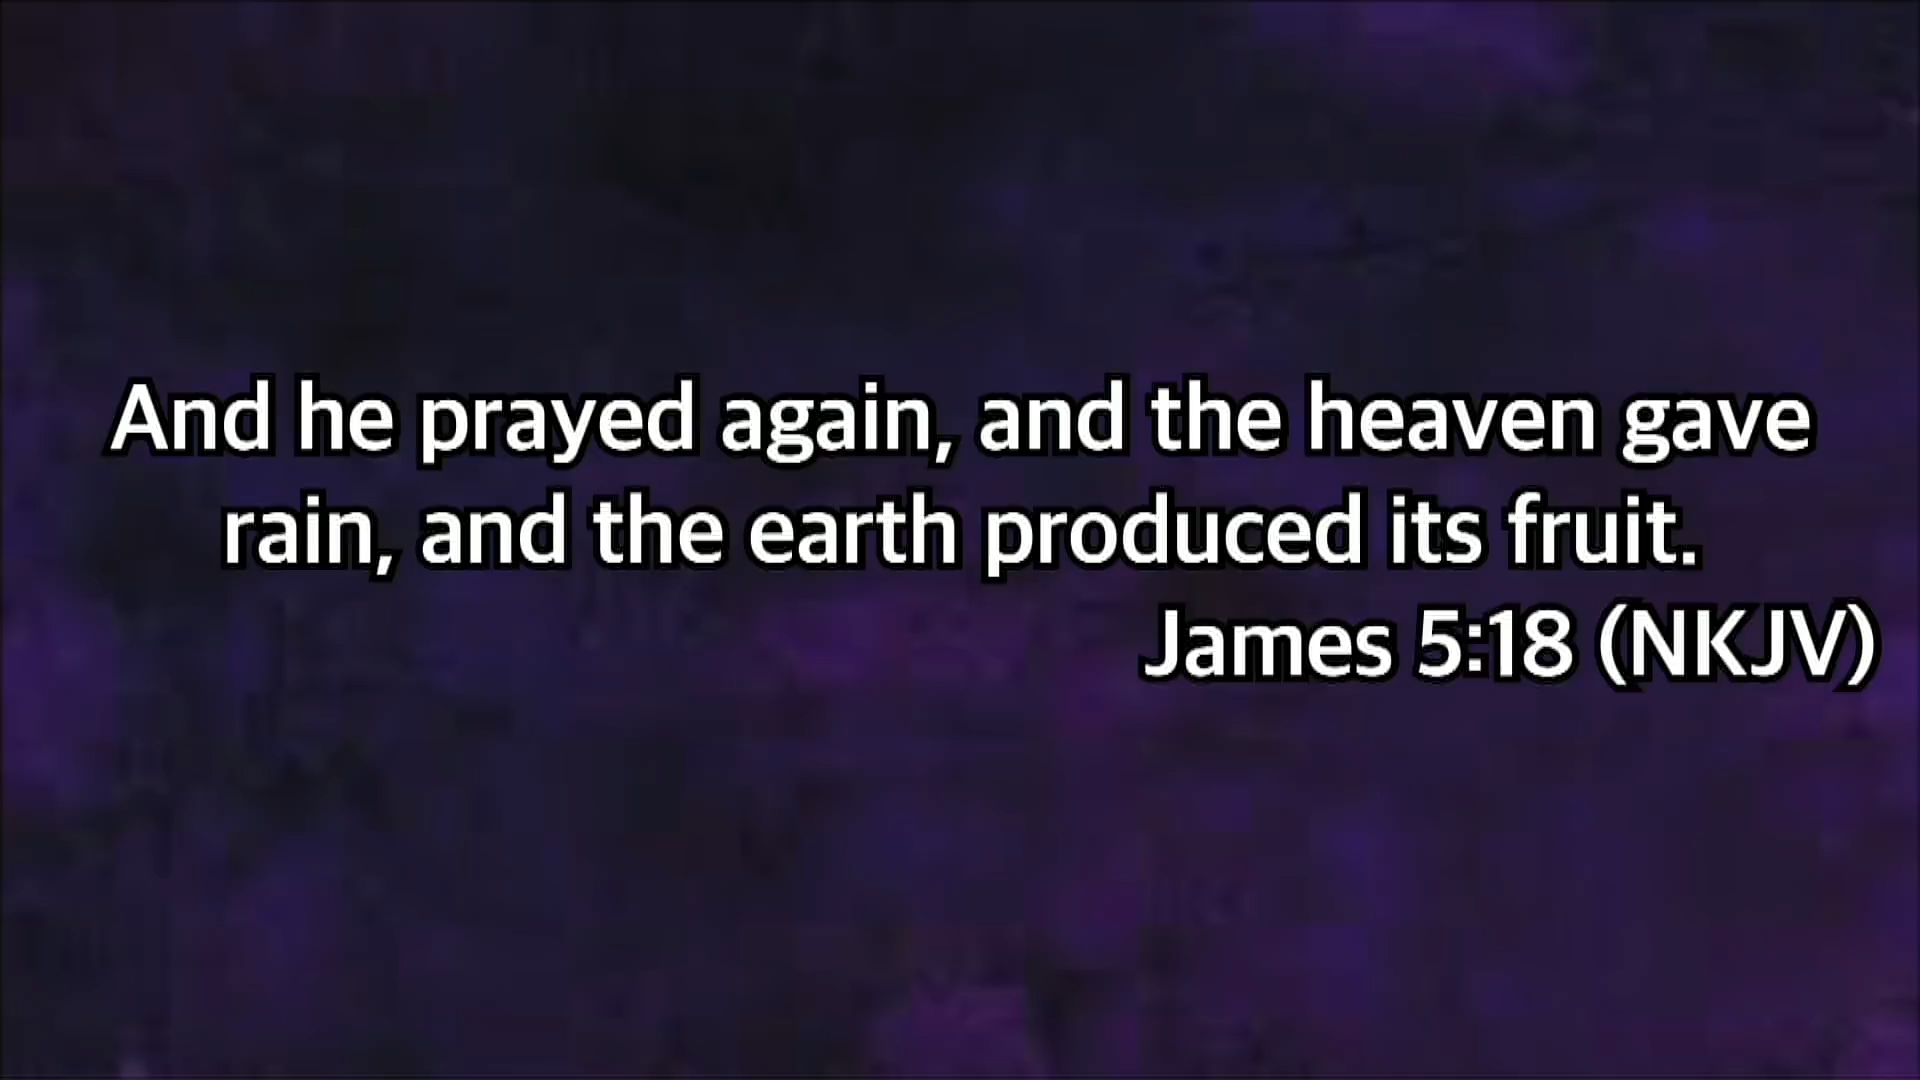 And he prayed again, and the heaven gave
rain, and the earth produced its fruit.
James 5:18 (NKJV)